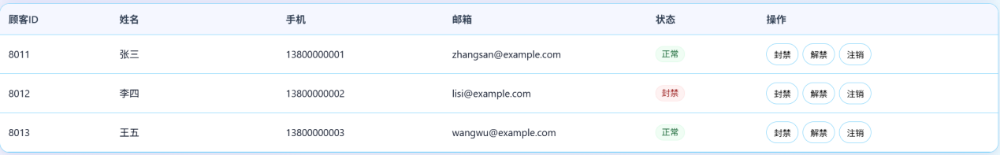 顾客ID 姓名 手机 邮箱 状态 操作
8011 张三 13800000001 zhangsan@example.com 正常 封禁 解禁 注销
8012 李四 13800000002 lisi@example.com 封禁 封禁 解禁 注销
8013 王五 13800000003 wangwu@example.com 正常 封禁 解禁 注销